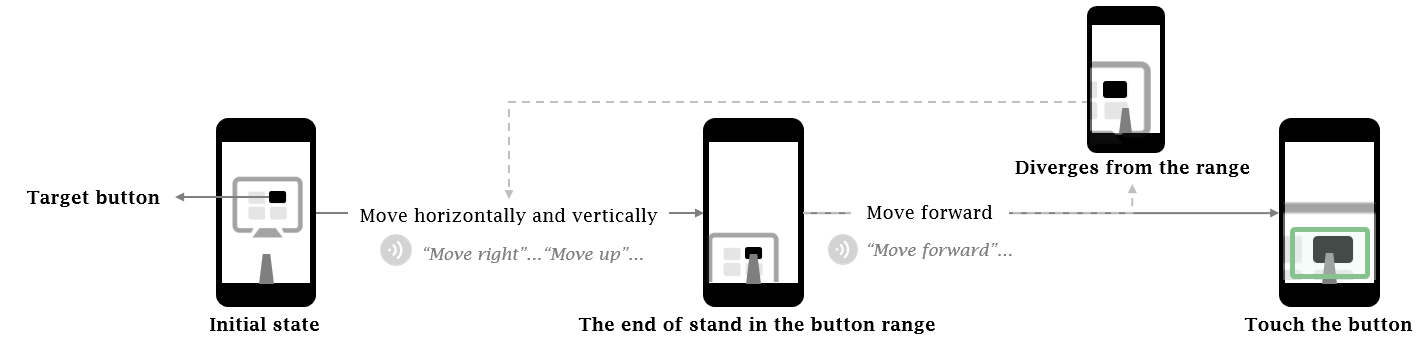 Diverges from the range
Target button
Move horizontally and vertically
Move forward
“Move right”...“Move up”...
“Move forward”...
Initial state
The end of stand in the button range
Touch the button